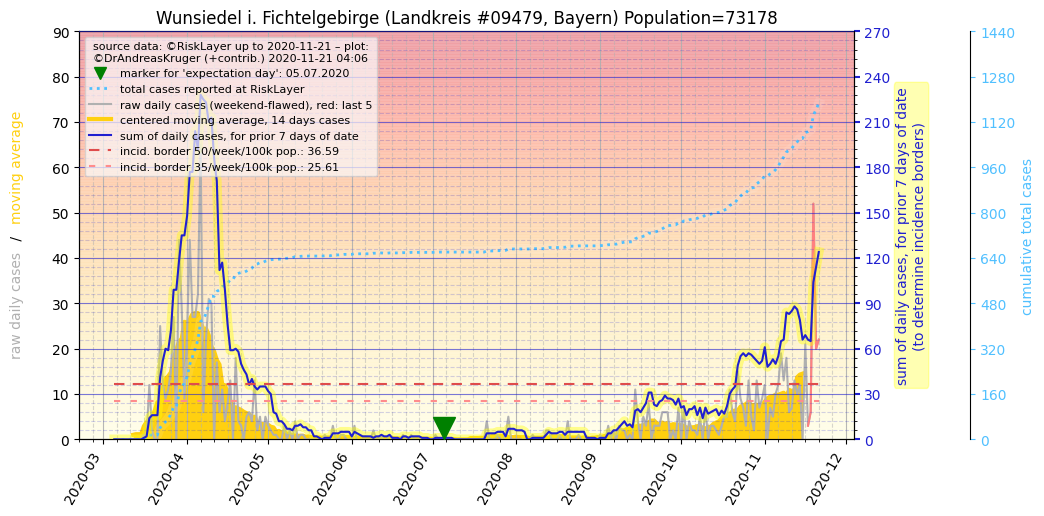 Wunsiedel i. Fichtelgebirge (Landkreis #09479, Bayern) Population=73178
source data: ©RiskLayer up to 2020-11-21 – plot:
©DrAndreasKruger (+contrib.) 2020-11-21 04:06
marker for 'expectation day': 05.07.2020
total cases reported at RiskLayer
raw daily cases (weekend-flawed), red: last 5
centered moving average, 14 days cases
sum of daily cases, for prior 7 days of date
incid. border 50/week/100k pop.: 36.59
incid. border 35/week/100k pop.: 25.61
raw daily cases / moving average
90
80
70
60
50
40
30
20
10
0
270
240
210
180
150
120
90
60
30
0
sum of daily cases, for prior 7 days of date
(to determine incidence borders)
1440
1280
1120
960
800
640
480
320
160
0
cumulative total cases
2020-03
2020-04
2020-05
2020-06
2020-07
2020-08
2020-09
2020-10
2020-11
2020-12